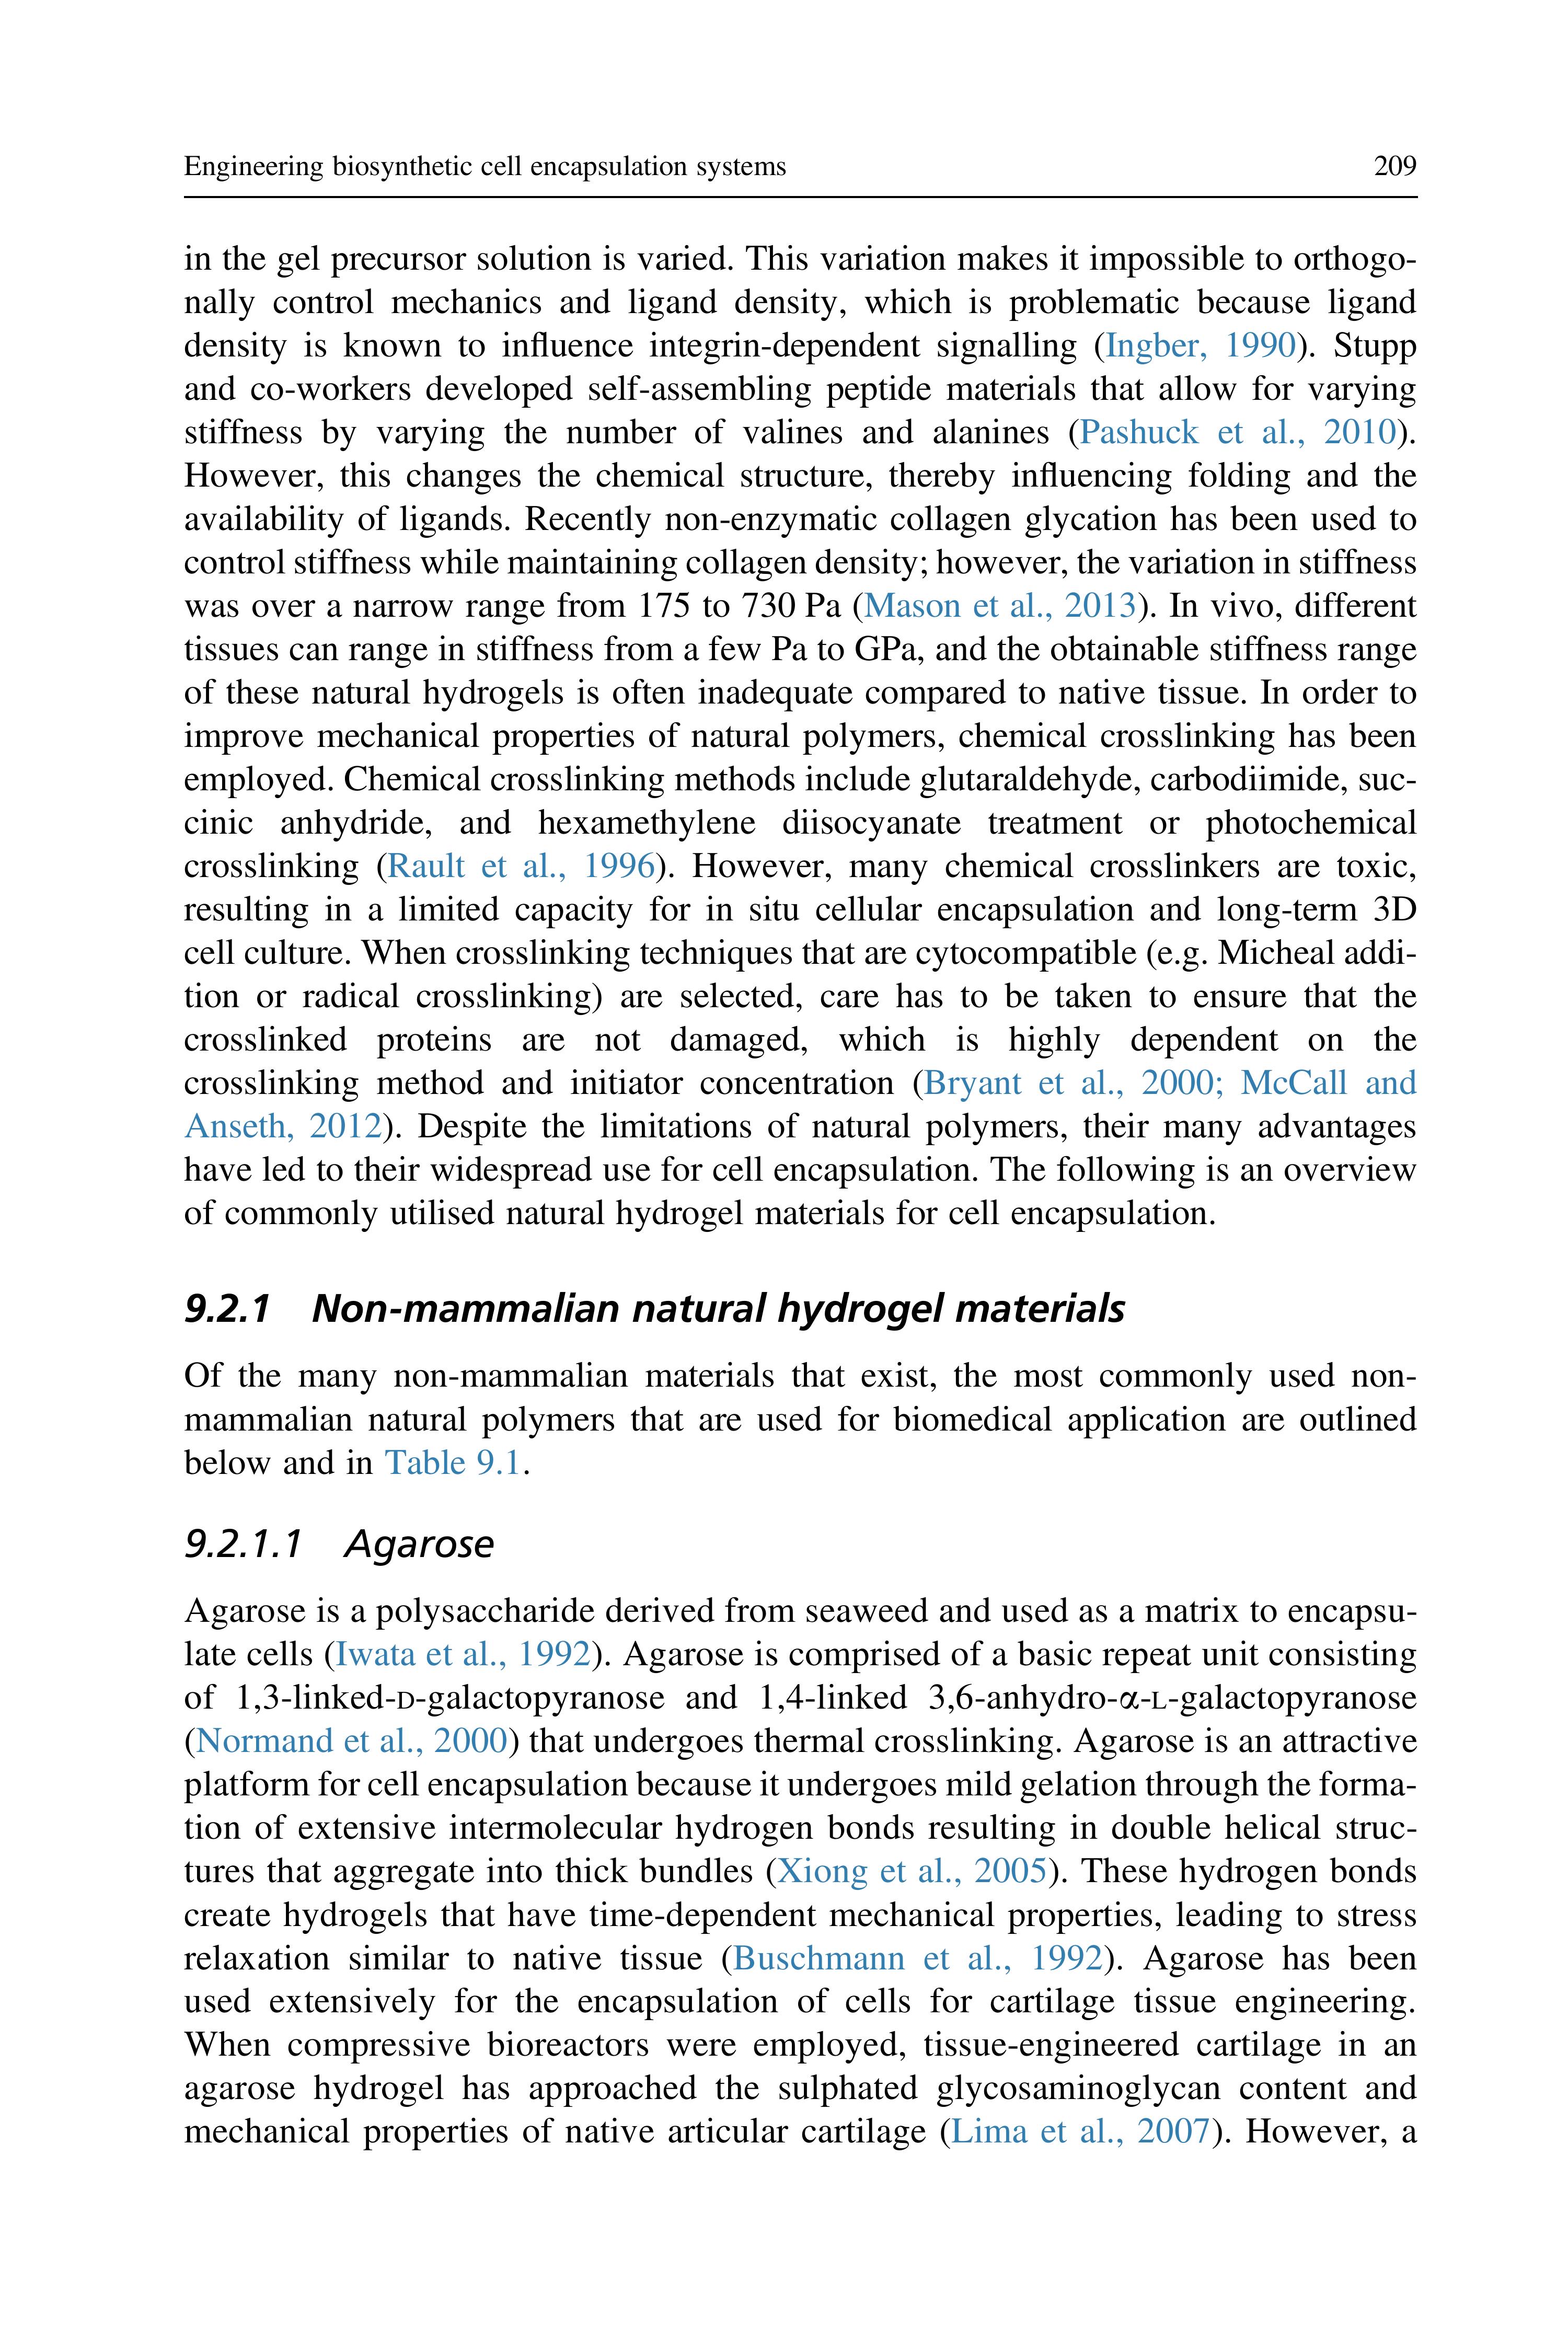 Engineering biosynthetic cell encapsulation systems 209
in the gel precursor solution is varied. This variation makes it impossible to orthogo-
nally control mechanics and ligand density, which is problematic because ligand
density is known to influence integrin-dependent signalling (Ingber, 1990). Stupp
and co-workers developed self-assembling peptide materials that allow for varying
stiffness by varying the number of valines and alanines (Pashuck et al., 2010).
However, this changes the chemical structure, thereby influencing folding and the
availability of ligands. Recently non-enzymatic collagen glycation has been used to
control stiffness while maintaining collagen density; however, the variation in stiffness
was over a narrow range from 175 to 730 Pa (Mason et al., 2013). In vivo, different
tissues can range in stiffness from a few Pa to GPa, and the obtainable stiffness range
of these natural hydrogels is often inadequate compared to native tissue. In order to
improve mechanical properties of natural polymers, chemical crosslinking has been
employed. Chemical crosslinking methods include glutaraldehyde, carbodiimide, suc-
cinic anhydride, and hexamethylene diisocyanate treatment or photochemical
crosslinking (Rault et al., 1996). However, many chemical crosslinkers are toxic,
resulting in a limited capacity for in situ cellular encapsulation and long-term 3D
cell culture. When crosslinking techniques that are cytocompatible (e.g. Micheal addi-
tion or radical crosslinking) are selected, care has to be taken to ensure that the
crosslinked proteins are not damaged, which is highly dependent on the
crosslinking method and initiator concentration (Bryant et al., 2000; McCall and
Anseth, 2012). Despite the limitations of natural polymers, their many advantages
have led to their widespread use for cell encapsulation. The following is an overview
of commonly utilised natural hydrogel materials for cell encapsulation.
9.2.1 Non-mammalian natural hydrogel materials
Of the many non-mammalian materials that exist, the most commonly used non-
mammalian natural polymers that are used for biomedical application are outlined
below and in Table 9.1.
9.2.1.1 Agarose
Agarose is a polysaccharide derived from seaweed and used as a matrix to encapsu-
late cells (Iwata et al., 1992). Agarose is comprised of a basic repeat unit consisting
of 1,3-linked-D-galactopyranose and 1,4-linked 3,6-anhydro-α-L-galactopyranose
(Normand et al., 2000) that undergoes thermal crosslinking. Agarose is an attractive
platform for cell encapsulation because it undergoes mild gelation through the forma-
tion of extensive intermolecular hydrogen bonds resulting in double helical struc-
tures that aggregate into thick bundles (Xiong et al., 2005). These hydrogen bonds
create hydrogels that have time-dependent mechanical properties, leading to stress
relaxation similar to native tissue (Buschmann et al., 1992). Agarose has been
used extensively for the encapsulation of cells for cartilage tissue engineering.
When compressive bioreactors were employed, tissue-engineered cartilage in an
agarose hydrogel has approached the sulphated glycosaminoglycan content and
mechanical properties of native articular cartilage (Lima et al., 2007). However, a